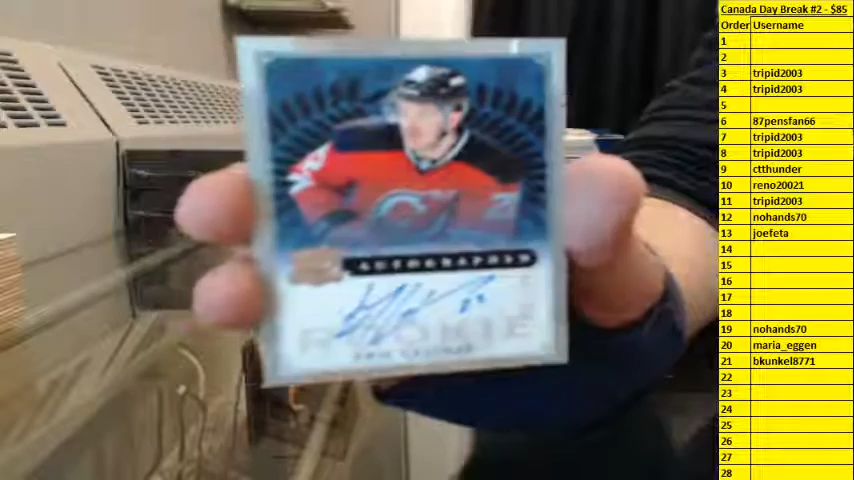 Canada Day Break #2 - $85
Order Username
1
2
3 tripid2003
4 tripid2003
5
6 87pensfan66
7 tripid2003
8 tripid2003
9 ctthunder
10 reno20021
11 tripid2003
12 nohands70
13 joefeta
14
15
16
17
18
19 nohands70
20 maria_eggen
21 bkunkel8771
22
23
24
25
26
27
28
AUTOGRAPHED
ROOKIE